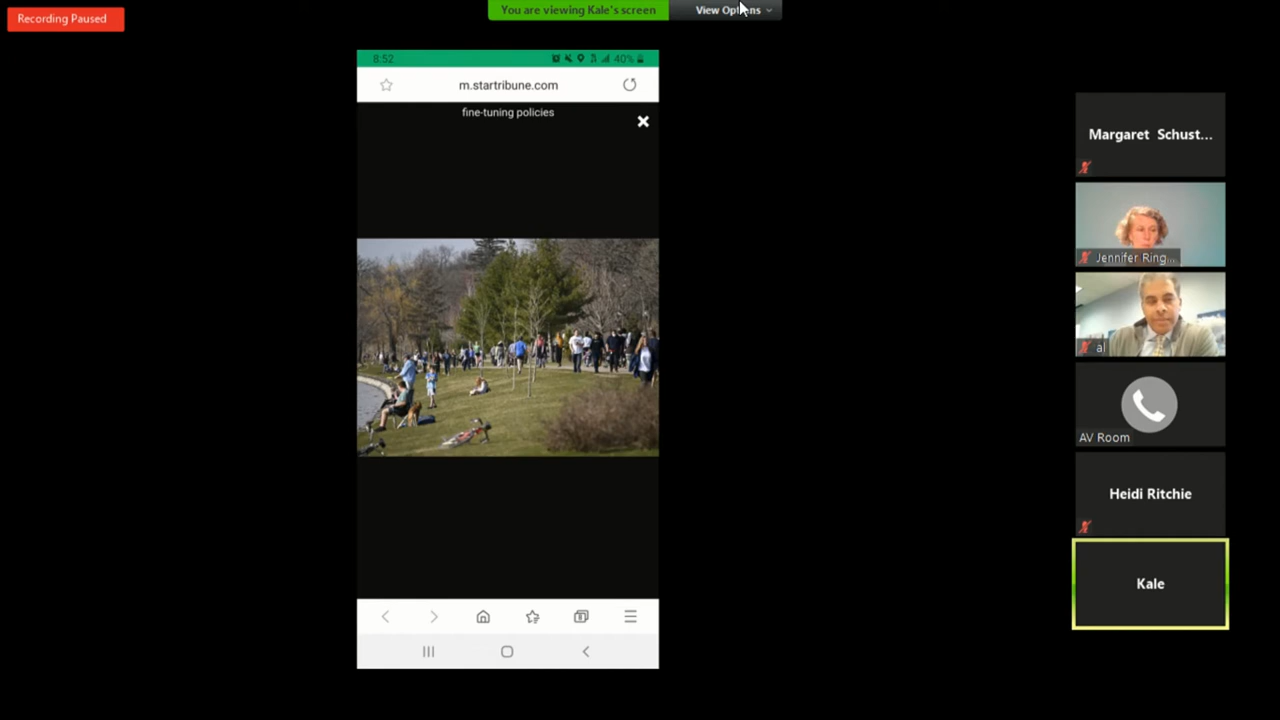 Recording Paused
You are viewing Kale's screen
View Options
8:52
40%
m.startribune.com
fine-tuning policies
Margaret Schust...
Jennifer Ring...
al
AV Room
Heidi Ritchie
Kale